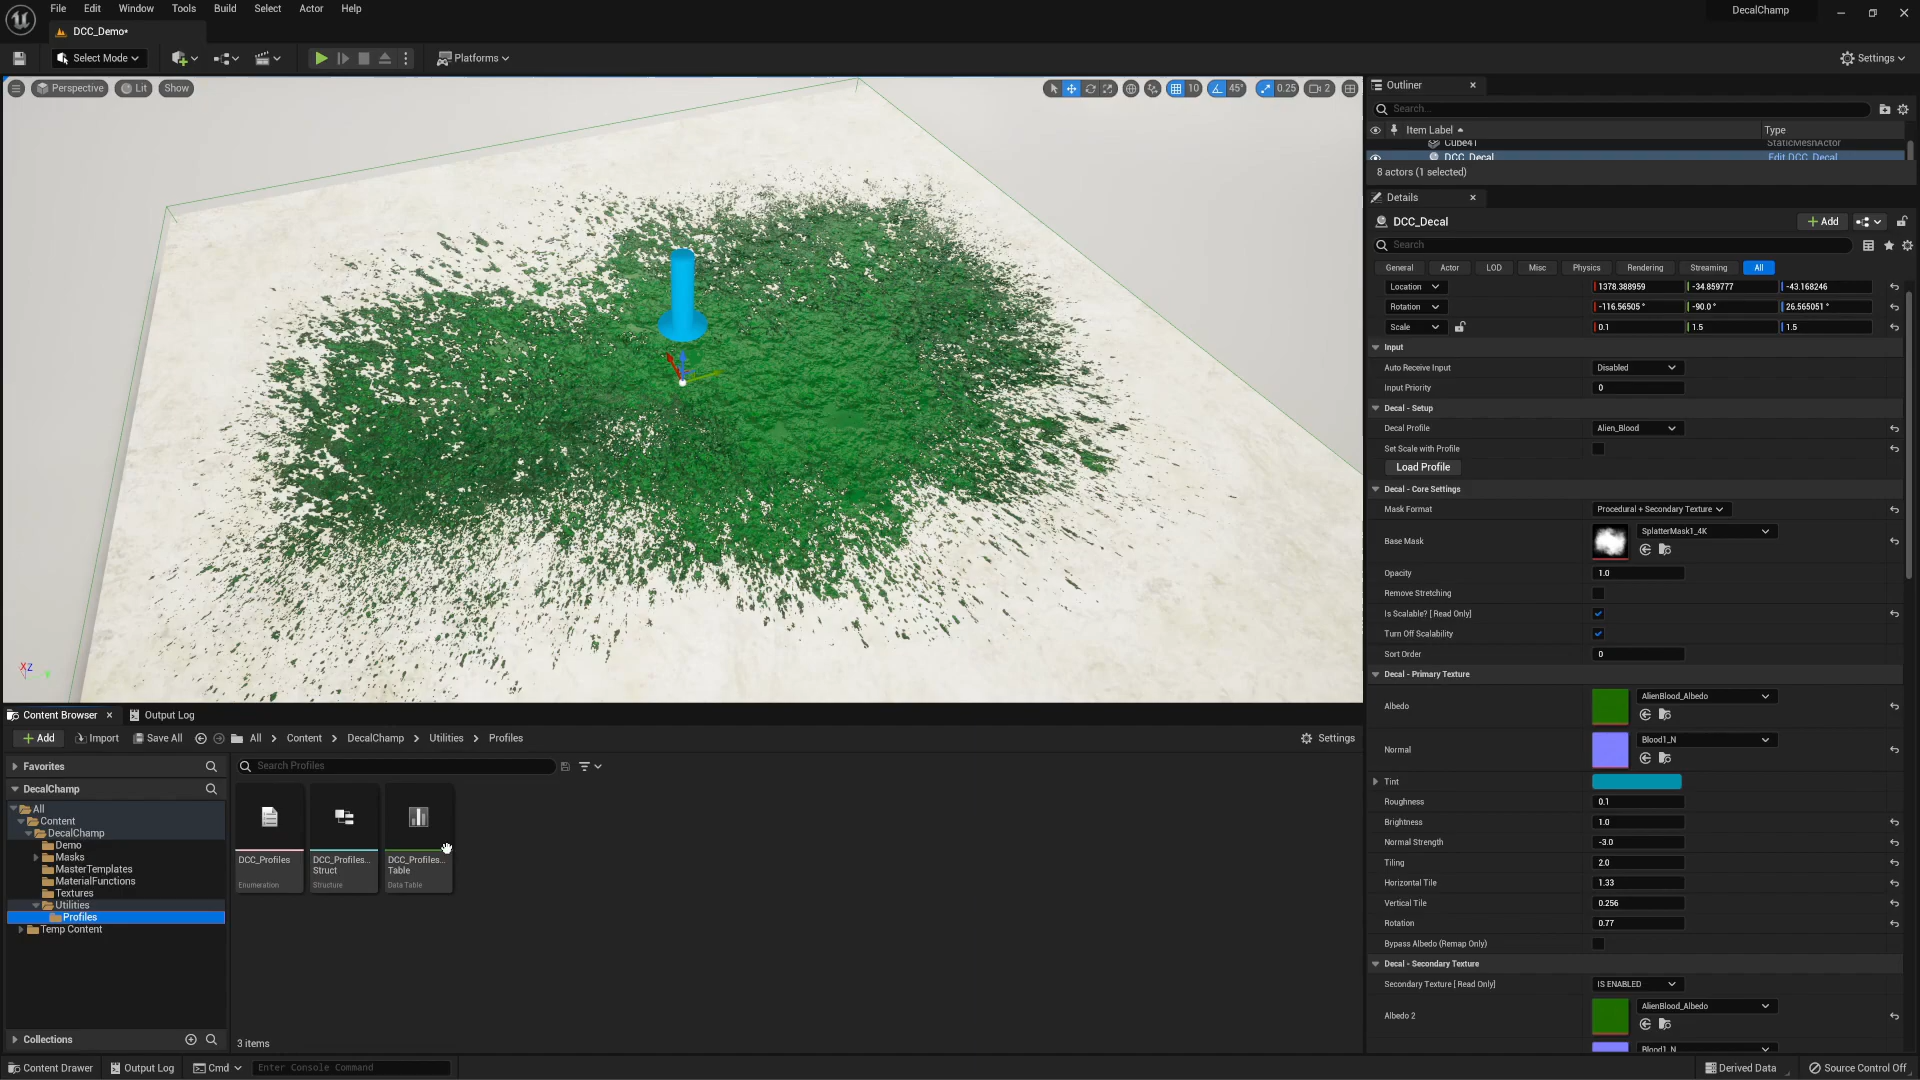 File Edit Window Tools Build Select Actor Help
DecalChamp
DCC_Demo*
Select Mode
Platforms
Settings
Perspective Lit Show
10 45° 0.25 2
XZ
Y
Outliner
Search...
Item Label Type
Cube41 StaticMeshActor
DCC_Decal Edit DCC_Decal
8 actors (1 selected)
Details
DCC_Decal
Add
Search
General Actor LOD Misc Physics Rendering Streaming All
Location 1378.388959 -34.859777 -43.168246
Rotation -116.56505 ° -90.0 ° 26.565051 °
Scale 0.1 1.5 1.5
Input
Auto Receive Input Disabled
Input Priority 0
Decal - Setup
Decal Profile Alien_Blood
Set Scale with Profile
Load Profile
Decal - Core Settings
Mask Format Procedural + Secondary Texture
Base Mask SplatterMask1_4K
Opacity 1.0
Remove Stretching
Is Scalable? [ Read Only]
Turn Off Scalability
Sort Order 0
Decal - Primary Texture
Albedo AlienBlood_Albedo
Normal Blood1_N
Tint
Roughness 0.1
Brightness 1.0
Normal Strength -3.0
Tiling 2.0
Horizontal Tile 1.33
Vertical Tile 0.256
Rotation 0.77
Bypass Albedo (Remap Only)
Decal - Secondary Texture
Secondary Texture [ Read Only] IS ENABLED
Albedo 2 AlienBlood_Albedo
Blood1_N
Content Browser Output Log
Add Import Save All All Content DecalChamp Utilities Profiles Settings
Favorites
DecalChamp
All
Content
DecalChamp
Demo
Masks
MasterTemplates
MaterialFunctions
Textures
Utilities
Profiles
Temp Content
Collections
Search Profiles
DCC_Profiles
Enumeration
DCC_Profiles...
Struct
Structure
DCC_Profiles...
Table
Data Table
3 items
Content Drawer Output Log Cmd Enter Console Command Derived Data Source Control Off